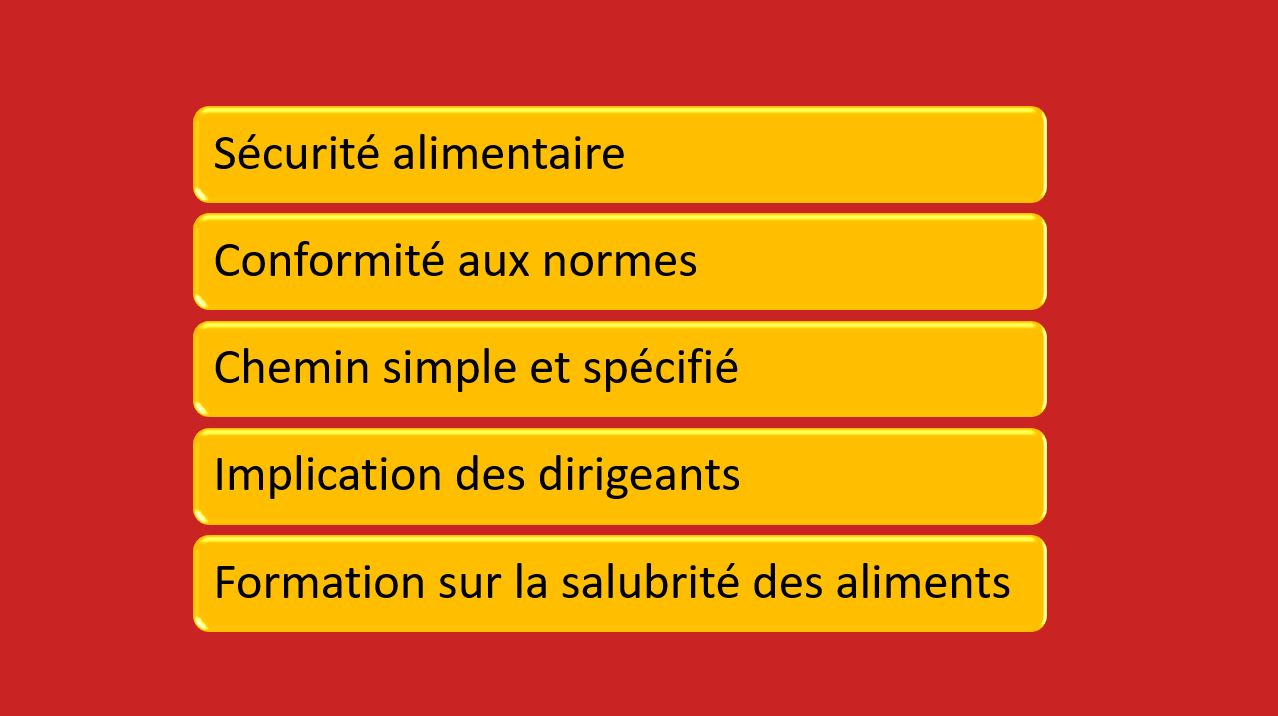 Sécurité alimentaire
Conformité aux normes
Chemin simple et spécifié
Implication des dirigeants
Formation sur la salubrité des aliments